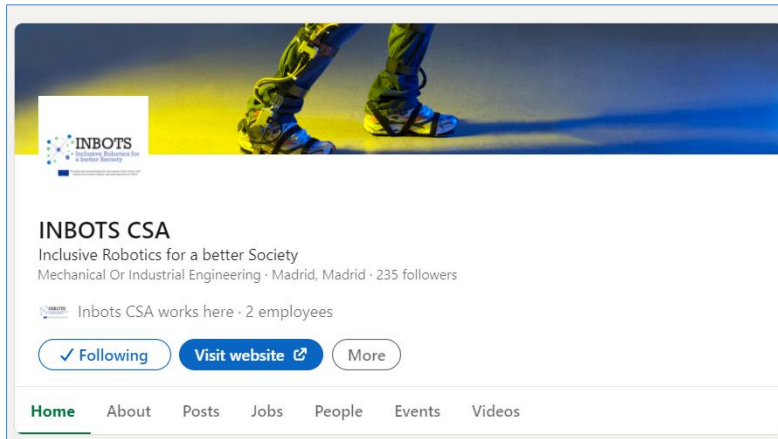 INBOTS
Inclusive Robotics for
a better Society
INBOTS CSA
Inclusive Robotics for a better Society
Mechanical Or Industrial Engineering · Madrid, Madrid · 235 followers
Inbots CSA works here · 2 employees
✓ Following
Visit website
More
Home
About
Posts
Jobs
People
Events
Videos